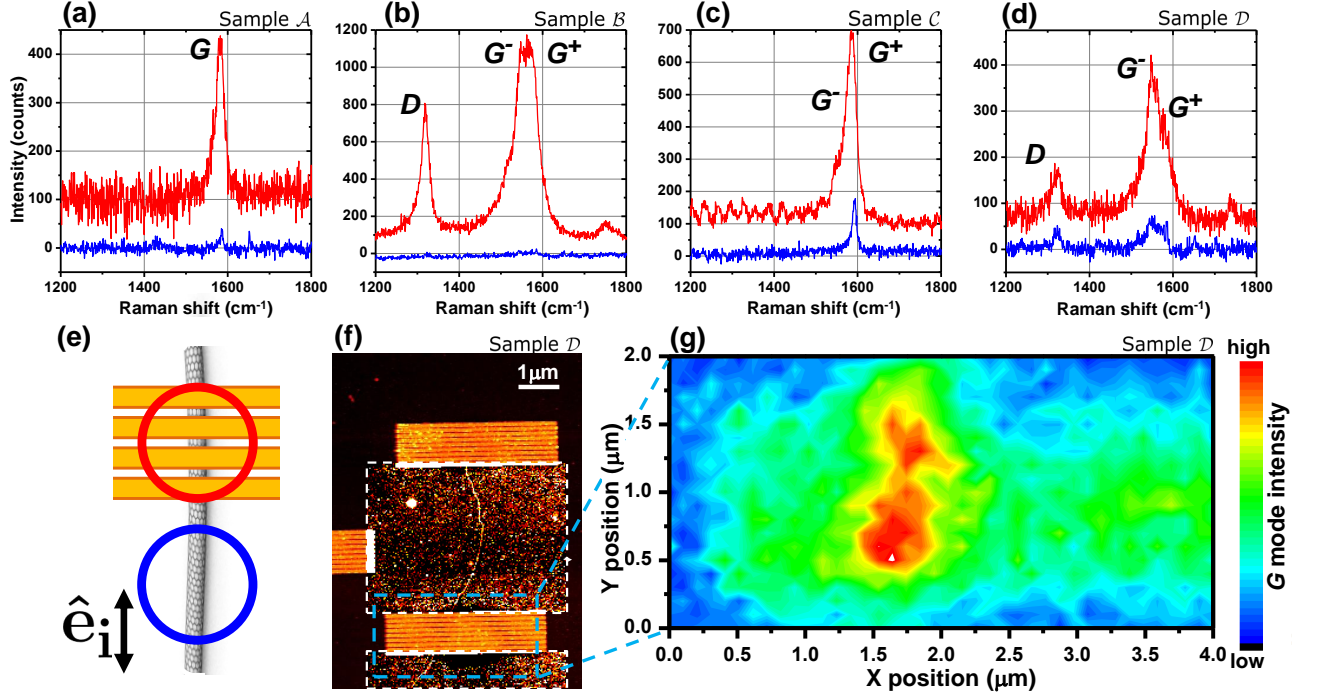 (a) Sample 𝒜
G
Intensity (counts)
400
300
200
100
0
1200 1400 1600 1800
Raman shift (cm⁻¹)
(b) Sample ℬ
G⁻ G⁺
D
1200
1000
800
600
400
200
0
1200 1400 1600 1800
Raman shift (cm⁻¹)
(c) Sample 𝒞
G⁺
G⁻
700
600
500
400
300
200
100
0
1200 1400 1600 1800
Raman shift (cm⁻¹)
(d) Sample 𝒟
G⁻
G⁺
D
400
300
200
100
0
1200 1400 1600 1800
Raman shift (cm⁻¹)
(e)
êi
(f) Sample 𝒟
1μm
(g) Sample 𝒟
2.0
1.5
1.0
0.5
0.0
Y position (μm)
0.0 0.5 1.0 1.5 2.0 2.5 3.0 3.5 4.0
X position (μm)
high
G mode intensity
low